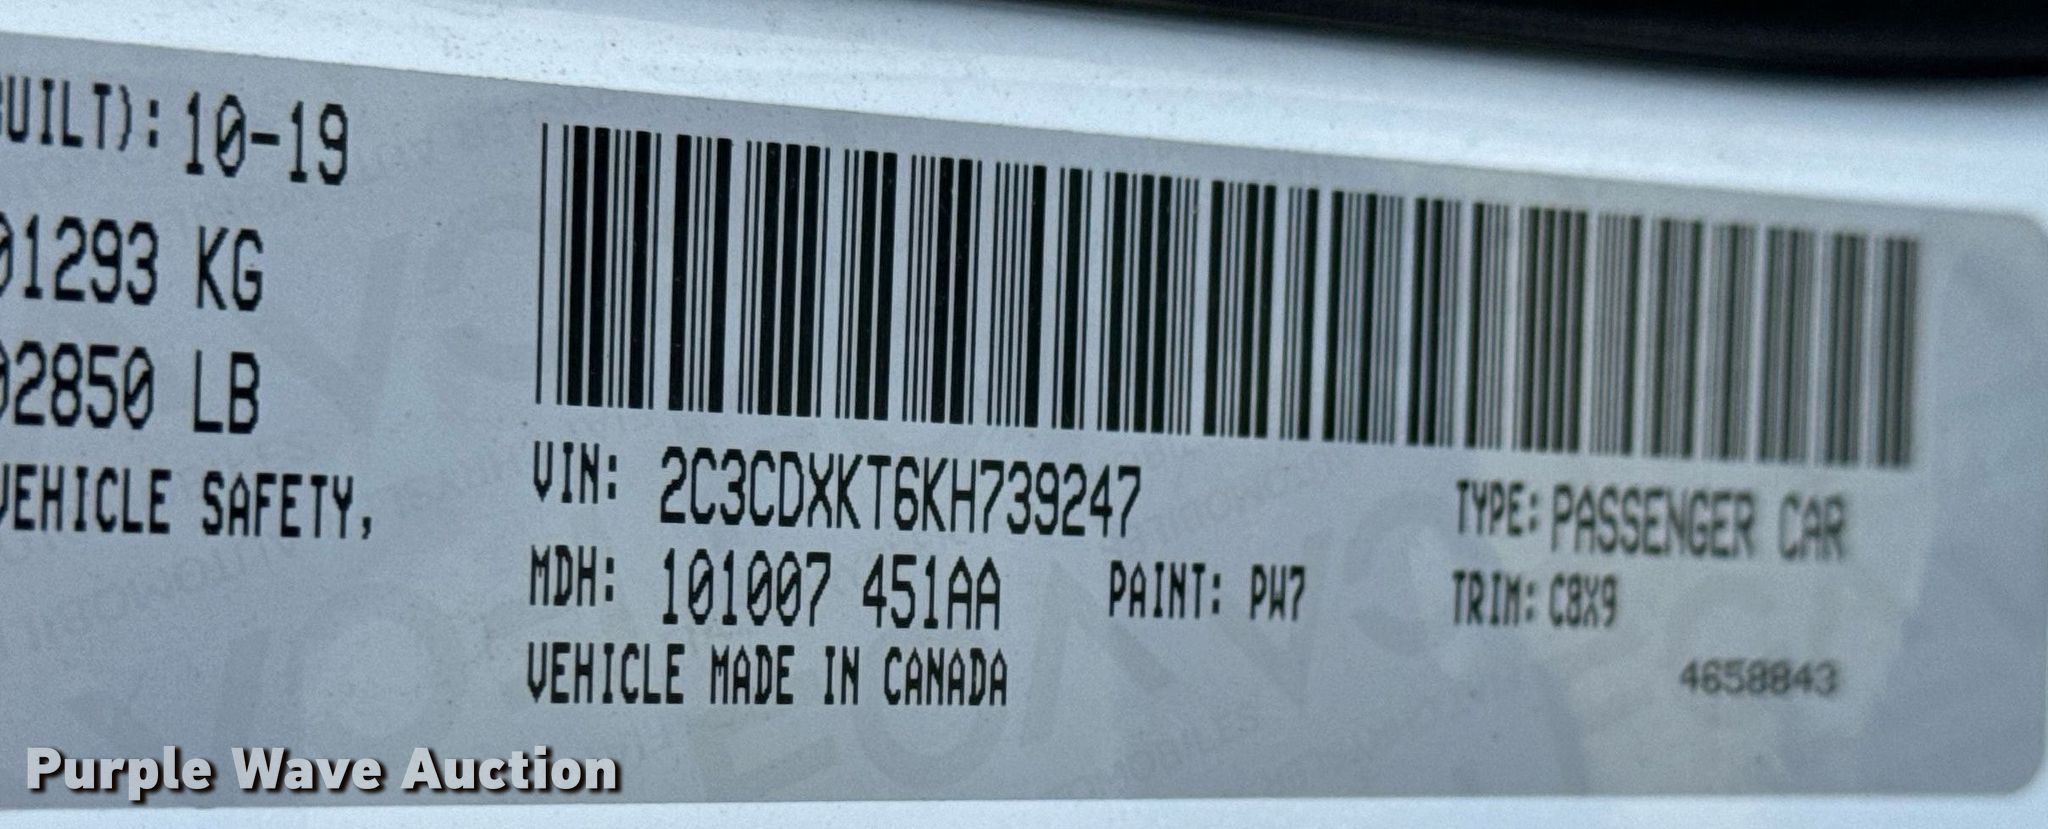 UILT): 10-19
01293 KG
02850 LB
VEHICLE SAFETY,
VIN: 2C3CDXKT6KH739247
TYPE: PASSENGER CAR
MDH: 101007 451AA
PAINT: PW7
TRIM: C8X9
VEHICLE MADE IN CANADA
4658843
Purple Wave Auction